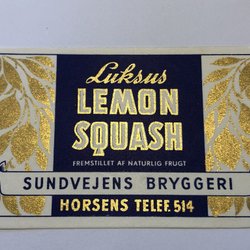 Luksus
LEMON
SQUASH
FREMSTILLET AF NATURLIG FRUGT
SUNDVEJENS BRYGGERI
HORSENS TELEF. 514